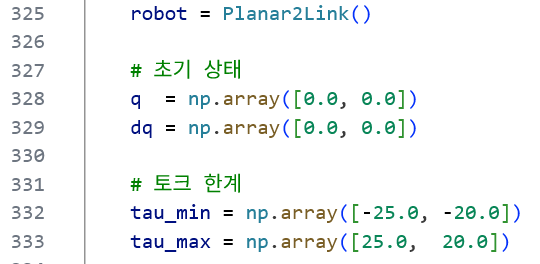 325 robot = Planar2Link()
326
327 # 초기 상태
328 q  = np.array([0.0, 0.0])
329 dq = np.array([0.0, 0.0])
330
331 # 토크 한계
332 tau_min = np.array([-25.0, -20.0])
333 tau_max = np.array([25.0,  20.0])